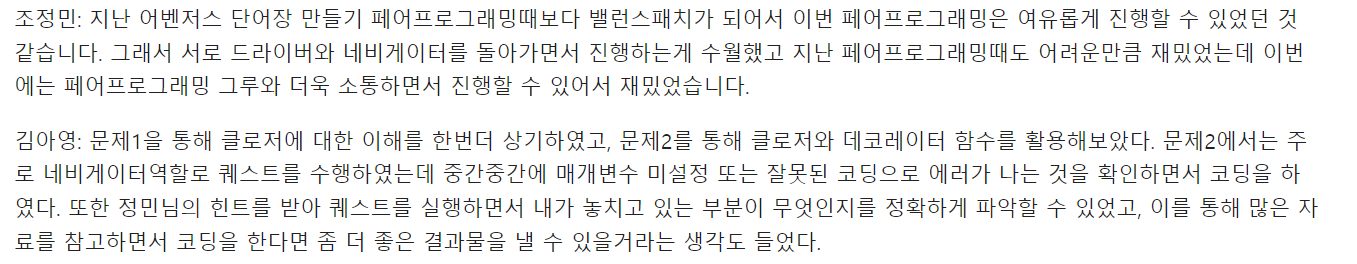 조정민: 지난 어벤저스 단어장 만들기 페어프로그래밍때보다 밸런스패치가 되어서 이번 페어프로그래밍은 여유롭게 진행할 수 있었던 것
같습니다. 그래서 서로 드라이버와 네비게이터를 돌아가면서 진행하는게 수월했고 지난 페어프로그래밍때도 어려운만큼 재밌었는데 이번
에는 페어프로그래밍 그루와 더욱 소통하면서 진행할 수 있어서 재밌었습니다.
김아영: 문제1을 통해 클로저에 대한 이해를 한번더 상기하였고, 문제2를 통해 클로저와 데코레이터 함수를 활용해보았다. 문제2에서는 주
로 네비게이터역할로 퀘스트를 수행하였는데 중간중간에 매개변수 미설정 또는 잘못된 코딩으로 에러가 나는 것을 확인하면서 코딩을 하
였다. 또한 정민님의 힌트를 받아 퀘스트를 실행하면서 내가 놓치고 있는 부분이 무엇인지를 정확하게 파악할 수 있었고, 이를 통해 많은 자
료를 참고하면서 코딩을 한다면 좀 더 좋은 결과물을 낼 수 있을거라는 생각도 들었다.